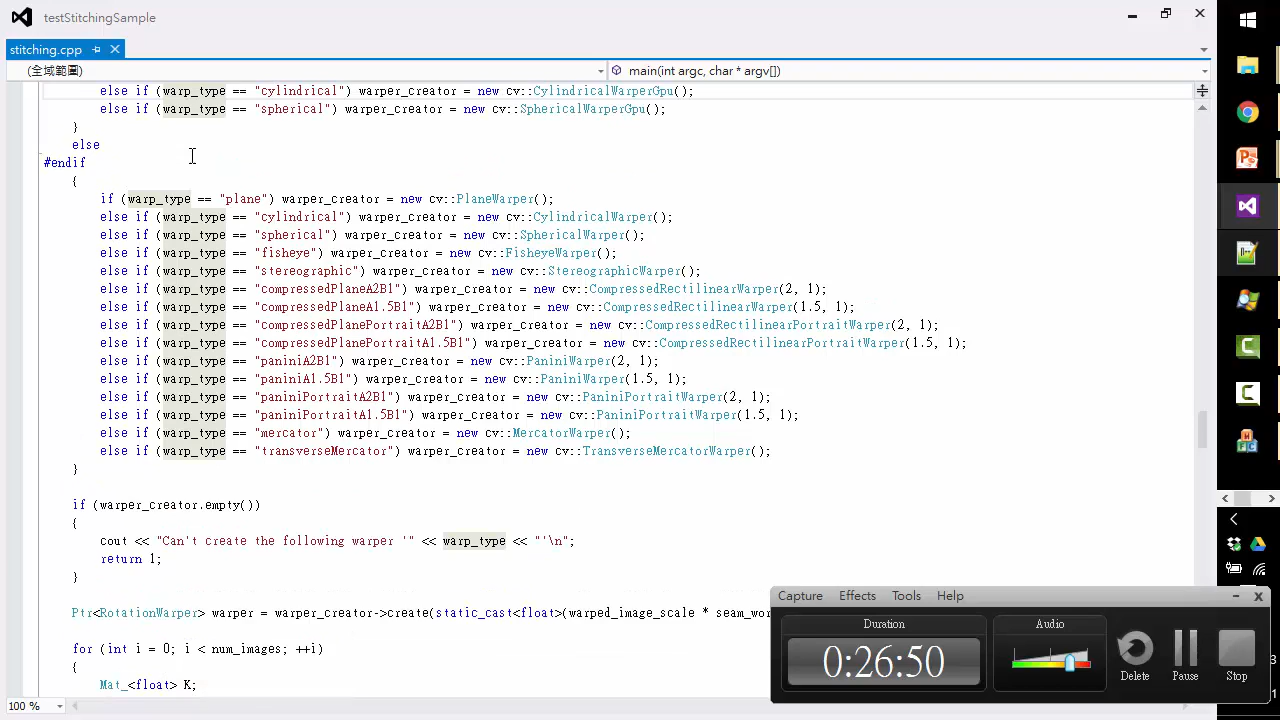 testStitchingSample
stitching.cpp
(全域範圍)
main(int argc, char * argv[])
else if (warp_type == "cylindrical") warper_creator = new cv::CylindricalWarperGpu();
else if (warp_type == "spherical") warper_creator = new cv::SphericalWarperGpu();
}
else
#endif
{
if (warp_type == "plane") warper_creator = new cv::PlaneWarper();
else if (warp_type == "cylindrical") warper_creator = new cv::CylindricalWarper();
else if (warp_type == "spherical") warper_creator = new cv::SphericalWarper();
else if (warp_type == "fisheye") warper_creator = new cv::FisheyeWarper();
else if (warp_type == "stereographic") warper_creator = new cv::StereographicWarper();
else if (warp_type == "compressedPlaneA2B1") warper_creator = new cv::CompressedRectilinearWarper(2, 1);
else if (warp_type == "compressedPlaneA1.5B1") warper_creator = new cv::CompressedRectilinearWarper(1.5, 1);
else if (warp_type == "compressedPlanePortraitA2B1") warper_creator = new cv::CompressedRectilinearPortraitWarper(2, 1);
else if (warp_type == "compressedPlanePortraitA1.5B1") warper_creator = new cv::CompressedRectilinearPortraitWarper(1.5, 1);
else if (warp_type == "paniniA2B1") warper_creator = new cv::PaniniWarper(2, 1);
else if (warp_type == "paniniA1.5B1") warper_creator = new cv::PaniniWarper(1.5, 1);
else if (warp_type == "paniniPortraitA2B1") warper_creator = new cv::PaniniPortraitWarper(2, 1);
else if (warp_type == "paniniPortraitA1.5B1") warper_creator = new cv::PaniniPortraitWarper(1.5, 1);
else if (warp_type == "mercator") warper_creator = new cv::MercatorWarper();
else if (warp_type == "transverseMercator") warper_creator = new cv::TransverseMercatorWarper();
}
if (warper_creator.empty())
{
cout << "Can't create the following warper '" << warp_type << "'\n";
return 1;
}
Ptr<RotationWarper> warper = warper_creator->create(static_cast<float>(warped_image_scale * seam_wo
for (int i = 0; i < num_images; ++i)
{
Mat_<float> K;
100 %
Capture Effects Tools Help
Duration
Audio
0:26:50
Delete Pause Stop